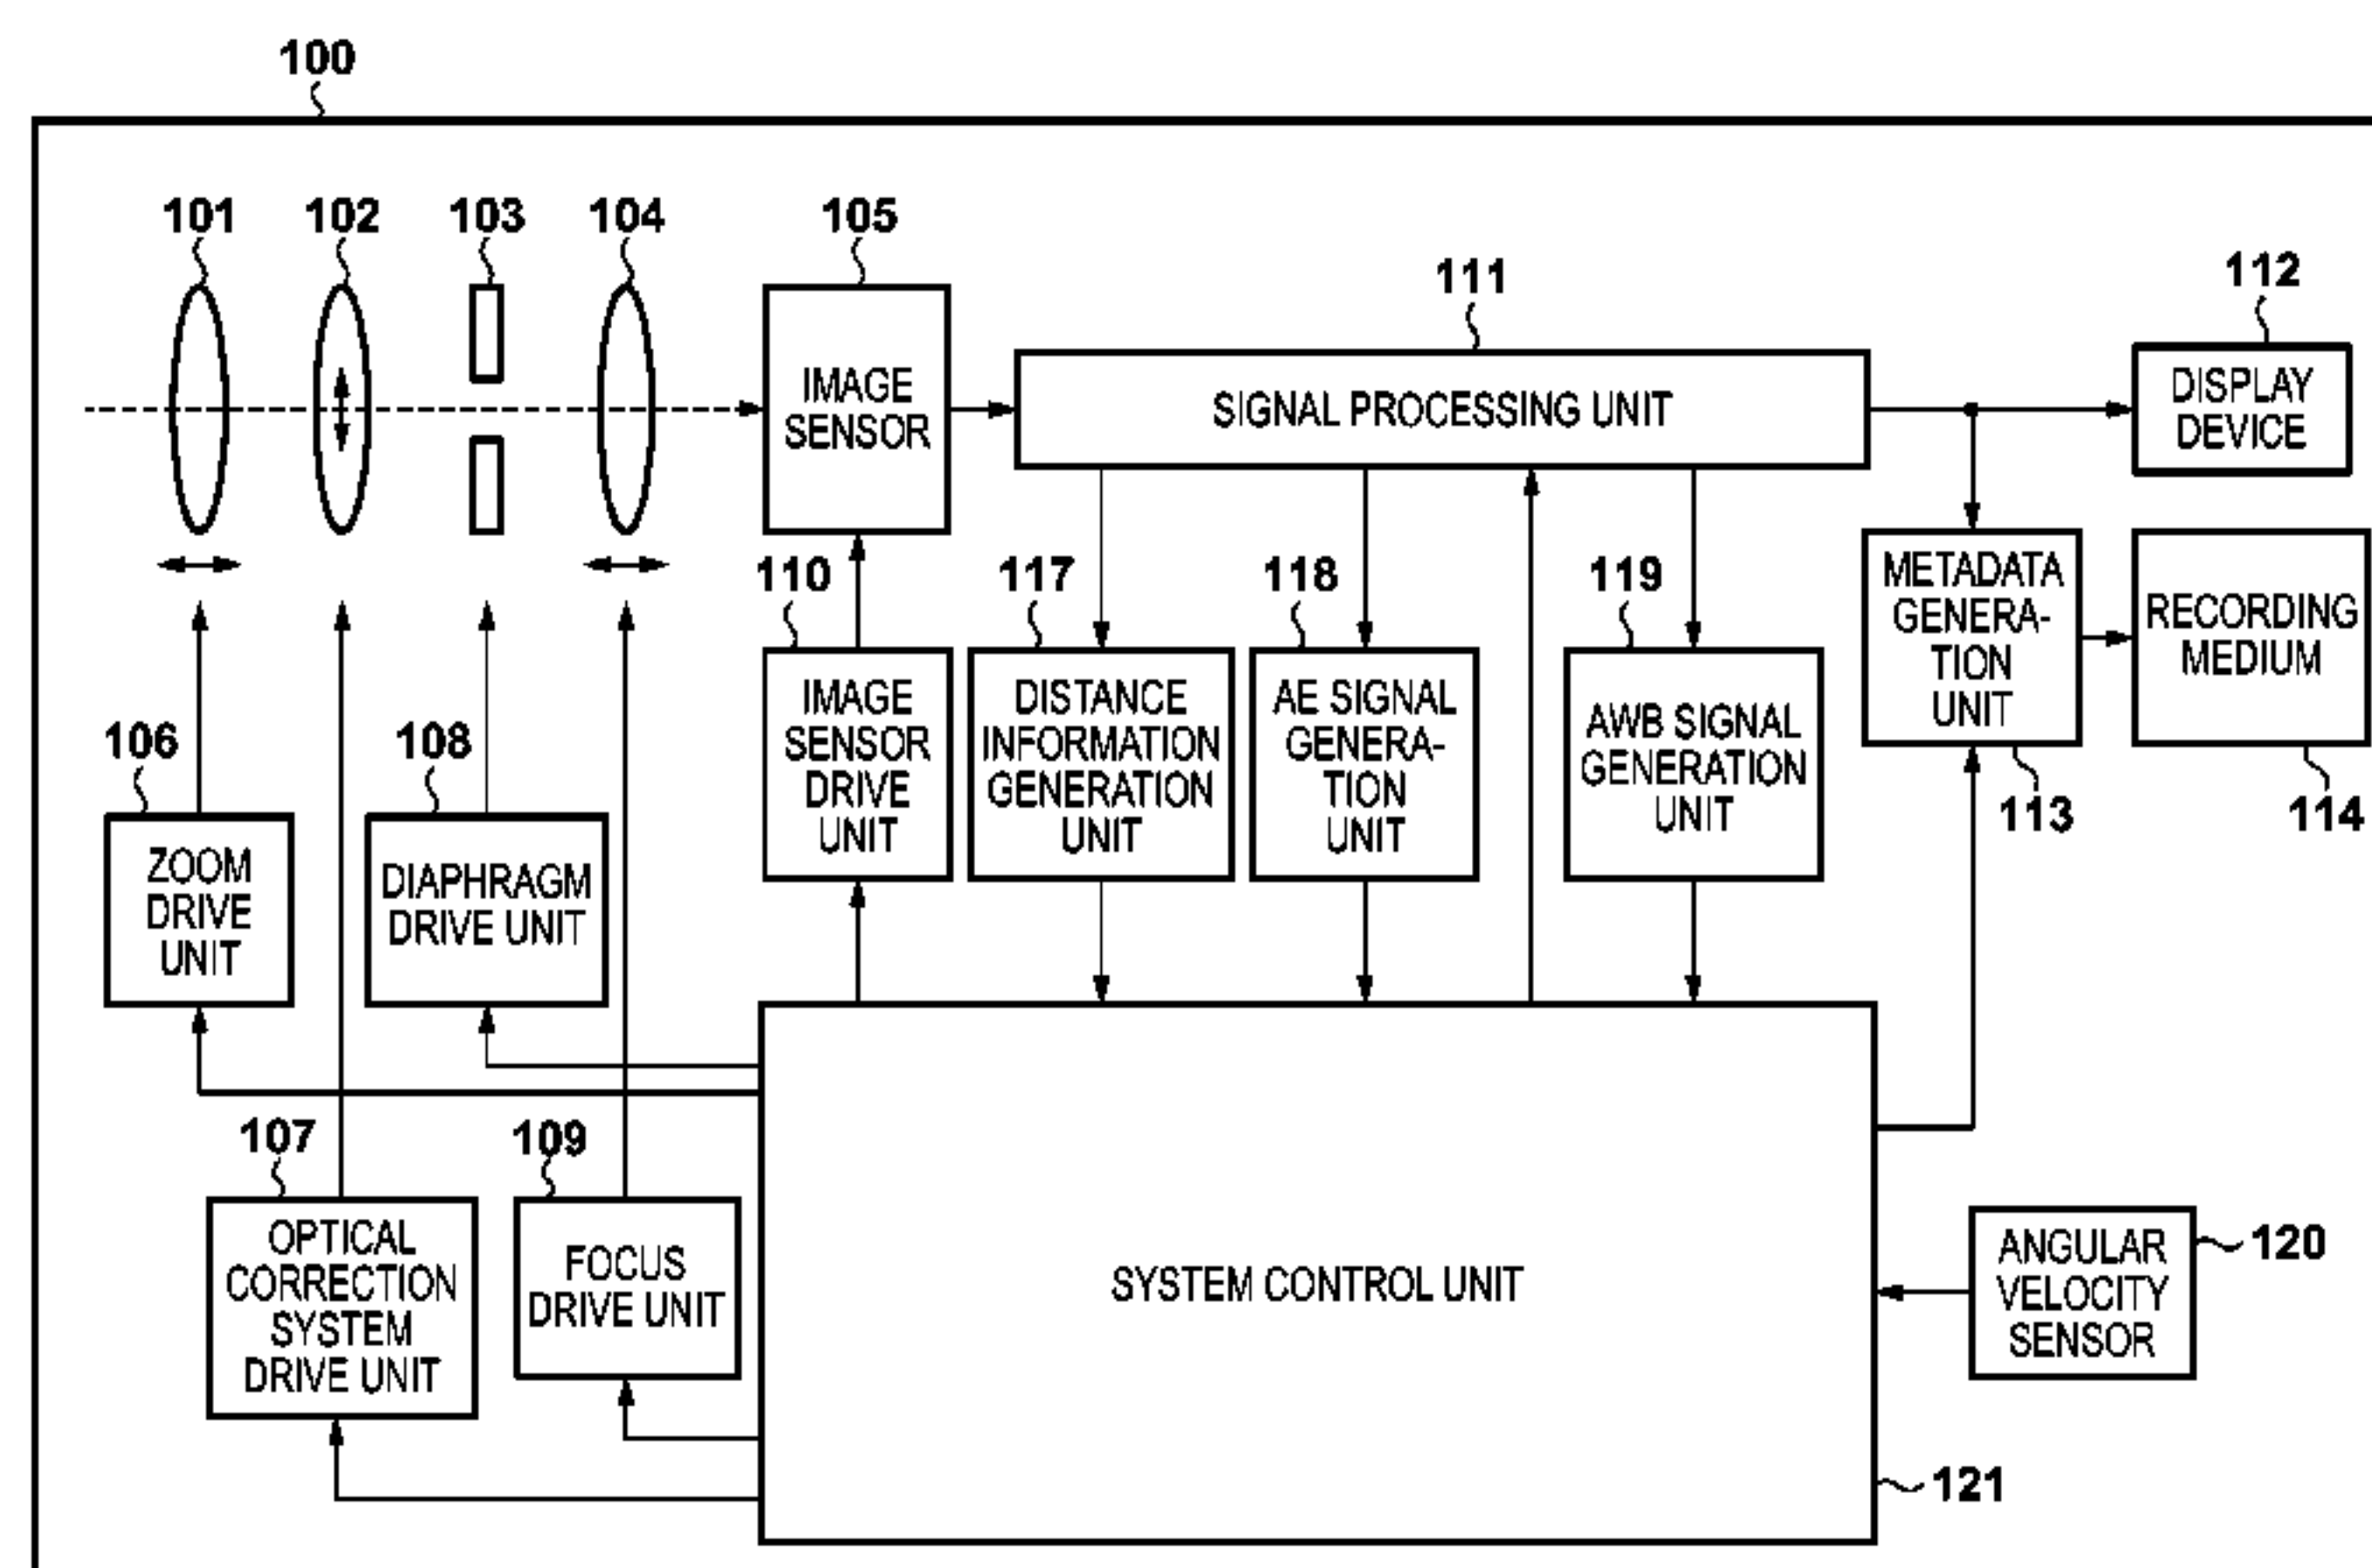 100
101
102
103
104
105
111
112
IMAGE
SENSOR
SIGNAL PROCESSING UNIT
DISPLAY
DEVICE
110
117
118
119
METADATA
GENERA-
TION
UNIT
RECORDING
MEDIUM
113
114
106
108
IMAGE
SENSOR
DRIVE
UNIT
DISTANCE
INFORMATION
GENERATION
UNIT
AE SIGNAL
GENERA-
TION
UNIT
AWB SIGNAL
GENERATION
UNIT
ZOOM
DRIVE
UNIT
DIAPHRAGM
DRIVE UNIT
107
109
OPTICAL
CORRECTION
SYSTEM
DRIVE UNIT
FOCUS
DRIVE UNIT
SYSTEM CONTROL UNIT
ANGULAR
VELOCITY
SENSOR
120
121